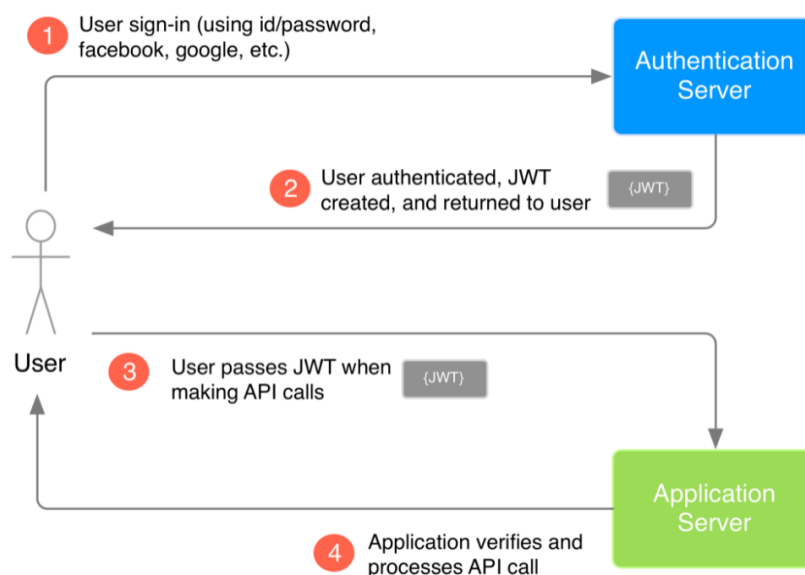 1
User sign-in (using id/password,
facebook, google, etc.)
Authentication
Server
2
User authenticated, JWT
created, and returned to user
{JWT}
User
3
User passes JWT when
making API calls
{JWT}
Application
Server
4
Application verifies and
processes API call